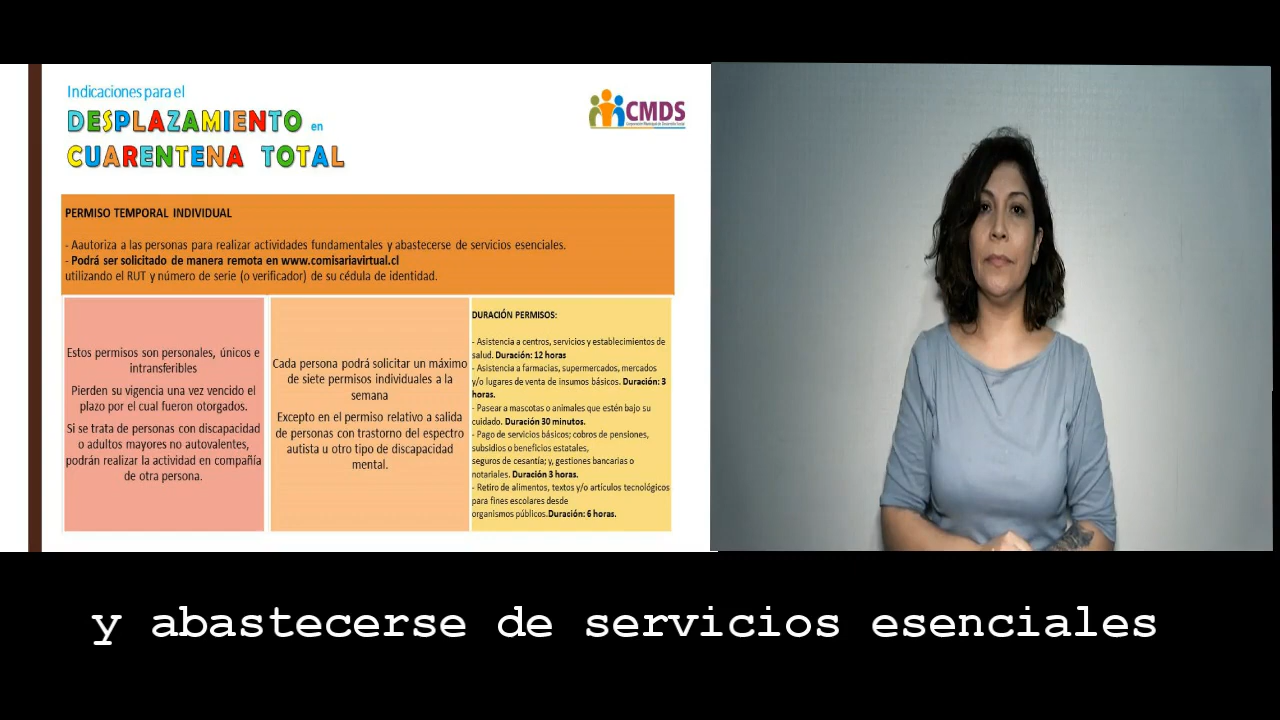 Indicaciones para el
DESPLAZAMIENTO en
CUARENTENA TOTAL
CMDS
Corporación Municipal de Desarrollo Social
PERMISO TEMPORAL INDIVIDUAL
- Aautoriza a las personas para realizar actividades fundamentales y abastecerse de servicios esenciales.
- Podrá ser solicitado de manera remota en www.comisariavirtual.cl
utilizando el RUT y número de serie (o verificador) de su cédula de identidad.
Estos permisos son personales, únicos e
intransferibles
Pierden su vigencia una vez vencido el
plazo por el cual fueron otorgados.
Si se trata de personas con discapacidad
o adultos mayores no autovalentes,
podrán realizar la actividad en compañía
de otra persona.
Cada persona podrá solicitar un máximo
de siete permisos individuales a la
semana
Excepto en el permiso relativo a salida
de personas con trastorno del espectro
autista u otro tipo de discapacidad
mental.
DURACIÓN PERMISOS:
- Asistencia a centros, servicios y establecimientos de
salud. Duración: 12 horas
- Asistencia a farmacias, supermercados, mercados
y/o lugares de venta de insumos básicos. Duración: 3
horas.
- Pasear a mascotas o animales que estén bajo su
cuidado. Duración 30 minutos.
- Pago de servicios básicos; cobros de pensiones,
subsidios o beneficios estatales,
seguros de cesantía; y, gestiones bancarias o
notariales. Duración 3 horas.
- Retiro de alimentos, textos y/o artículos tecnológicos
para fines escolares desde
organismos públicos.Duración: 6 horas.
y abastecerse de servicios esenciales